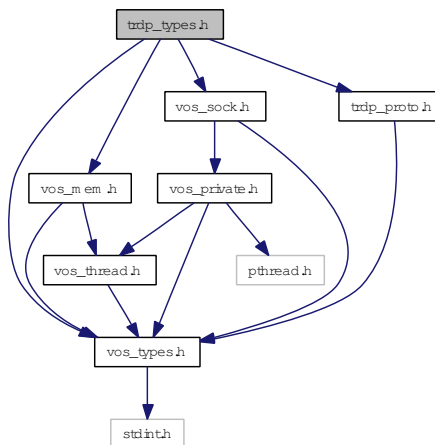 trdp_types.h
vos_sock.h
trdp_proto.h
vos_mem.h
vos_private.h
vos_thread.h
pthread.h
vos_types.h
stdint.h